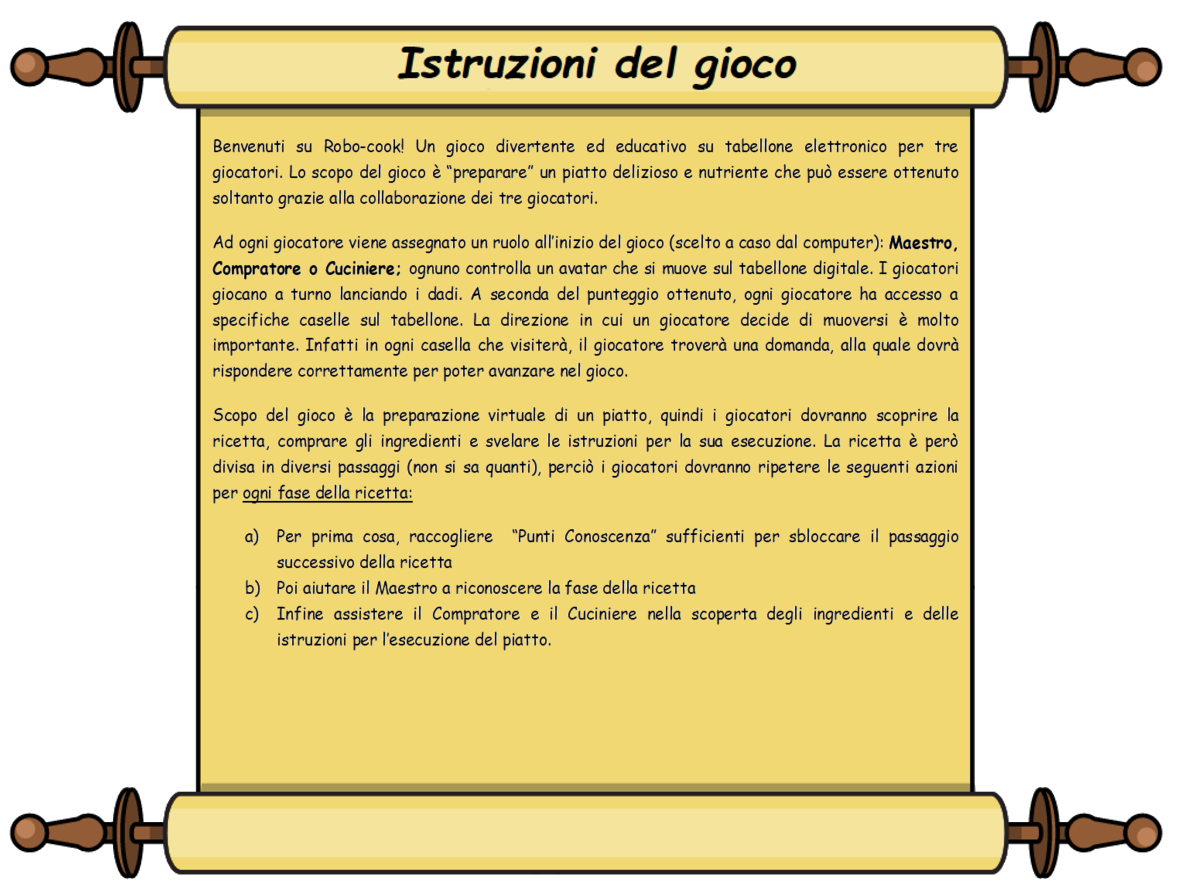 Istruzioni del gioco
Benvenuti su Robo-cook! Un gioco divertente ed educativo su tabellone elettronico per tre
giocatori. Lo scopo del gioco è “preparare” un piatto delizioso e nutriente che può essere ottenuto
soltanto grazie alla collaborazione dei tre giocatori.
Ad ogni giocatore viene assegnato un ruolo all’inizio del gioco (scelto a caso dal computer): Maestro,
Compratore o Cuciniere; ognuno controlla un avatar che si muove sul tabellone digitale. I giocatori
giocano a turno lanciando i dadi. A seconda del punteggio ottenuto, ogni giocatore ha accesso a
specifiche caselle sul tabellone. La direzione in cui un giocatore decide di muoversi è molto
importante. Infatti in ogni casella che visiterà, il giocatore troverà una domanda, alla quale dovrà
rispondere correttamente per poter avanzare nel gioco.
Scopo del gioco è la preparazione virtuale di un piatto, quindi i giocatori dovranno scoprire la
ricetta, comprare gli ingredienti e svelare le istruzioni per la sua esecuzione. La ricetta è però
divisa in diversi passaggi (non si sa quanti), perciò i giocatori dovranno ripetere le seguenti azioni
per ogni fase della ricetta:
a) Per prima cosa, raccogliere “Punti Conoscenza” sufficienti per sbloccare il passaggio
successivo della ricetta
b) Poi aiutare il Maestro a riconoscere la fase della ricetta
c) Infine assistere il Compratore e il Cuciniere nella scoperta degli ingredienti e delle
istruzioni per l’esecuzione del piatto.